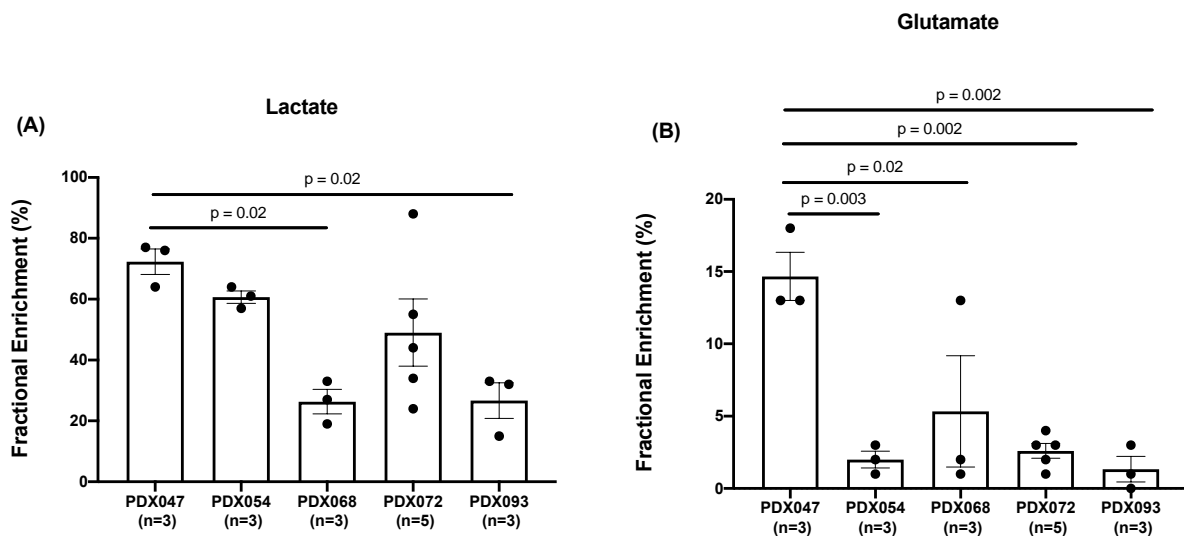 (A)
Lactate
Fractional Enrichment (%)
100
80
60
40
20
0
p = 0.02
p = 0.02
PDX047 PDX054 PDX068 PDX072 PDX093
(n=3) (n=3) (n=3) (n=5) (n=3)
(B)
Glutamate
Fractional Enrichment (%)
20
15
10
5
0
p = 0.002
p = 0.002
p = 0.02
p = 0.003
PDX047 PDX054 PDX068 PDX072 PDX093
(n=3) (n=3) (n=3) (n=5) (n=3)